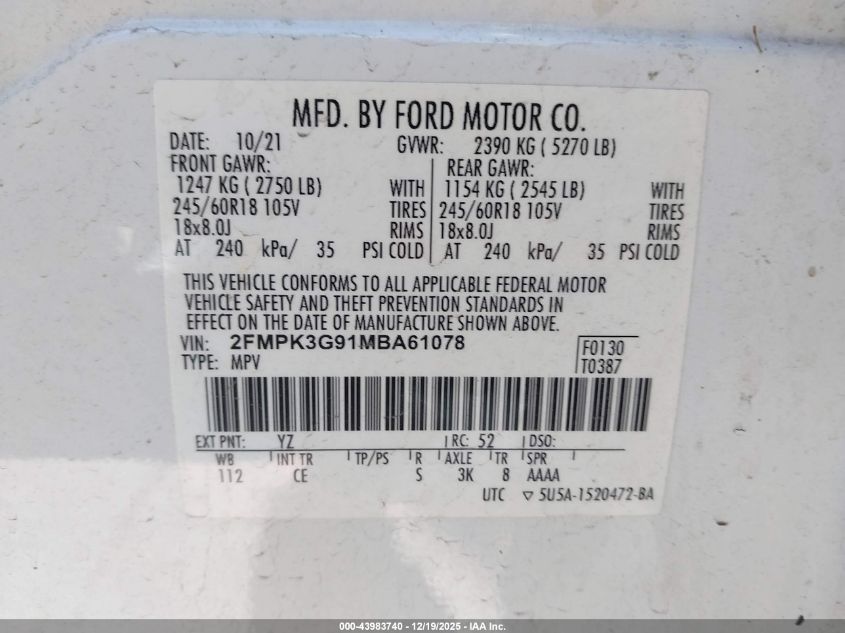 MFD. BY FORD MOTOR CO.
DATE: 10/21 GVWR: 2390 KG ( 5270 LB)
FRONT GAWR: REAR GAWR:
1247 KG ( 2750 LB) WITH 1154 KG ( 2545 LB) WITH
245/60R18 105V TIRES 245/60R18 105V TIRES
18x8.0J RIMS 18x8.0J RIMS
AT 240 kPa/ 35 PSI COLD AT 240 kPa/ 35 PSI COLD
THIS VEHICLE CONFORMS TO ALL APPLICABLE FEDERAL MOTOR
VEHICLE SAFETY AND THEFT PREVENTION STANDARDS IN
EFFECT ON THE DATE OF MANUFACTURE SHOWN ABOVE.
VIN: 2FMPK3G91MBA61078 F0130
TYPE: MPV T0387
EXT PNT: YZ RC: 52 DSO:
WB INT TR TP/PS R AXLE TR SPR
112 CE S 3K 8 AAAA
UTC ▽ 5U5A-1520472-BA
000-43983740 - 12/19/2025 - IAA Inc.